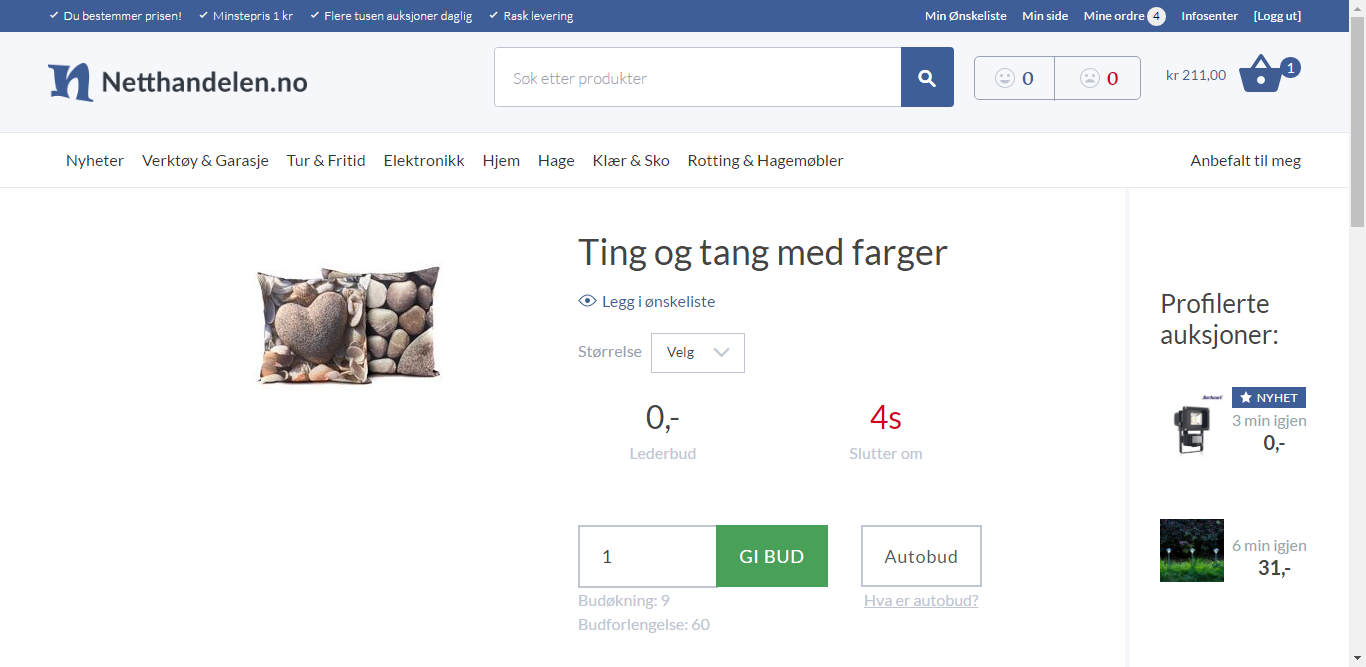 Du bestemmer prisen! Minstepris 1 kr Flere tusen auksjoner daglig Rask levering Min Ønskeliste Min side Mine ordre 4 Infosenter [Logg ut]
n Netthandelen.no Søk etter produkter 0 0 kr 211,00 1
Nyheter Verktøy & Garasje Tur & Fritid Elektronikk Hjem Hage Klær & Sko Rotting & Hagemøbler Anbefalt til meg
Ting og tang med farger
Legg i ønskeliste
Størrelse Velg
0,- 4s
Lederbud Slutter om
1 GI BUD Autobud
Budøkning: 9 Hva er autobud?
Budforlengelse: 60
Profilerte
auksjoner:
NYHET
3 min igjen
0,-
6 min igjen
31,-